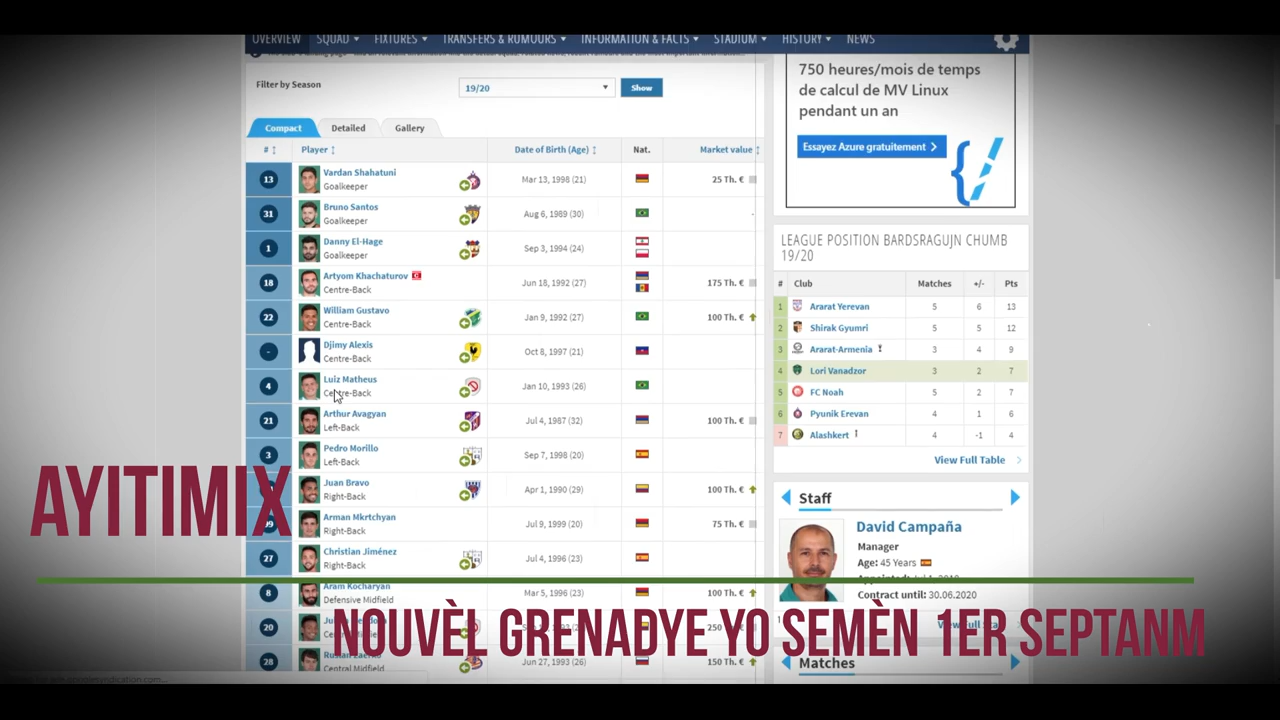 OVERVIEW SQUAD FIXTURES TRANSFERS & RUMOURS INFORMATION & FACTS STADIUM HISTORY NEWS
Filter by Season 19/20 Show
Compact Detailed Gallery
# Player Date of Birth (Age) Nat. Market value
13 Vardan Shahatuni Mar 13, 1998 (21) 25 Th. €
Goalkeeper
31 Bruno Santos Aug 6, 1989 (30) -
Goalkeeper
1 Danny El-Hage Sep 3, 1994 (24)
Goalkeeper
18 Artyom Khachaturov Jun 18, 1992 (27) 175 Th. €
Centre-Back
22 William Gustavo Jan 9, 1992 (27) 100 Th. €
Centre-Back
- Djimy Alexis Oct 8, 1997 (21)
Centre-Back
4 Luiz Matheus Jan 10, 1993 (26)
Centre-Back
21 Arthur Avagyan Jul 4, 1987 (32) 100 Th. €
Left-Back
3 Pedro Morillo Sep 7, 1998 (20)
Left-Back
Juan Bravo Apr 1, 1990 (29) 100 Th. €
Right-Back
Arman Mkrtchyan Jul 9, 1999 (20) 75 Th. €
Right-Back
27 Christian Jiménez Jul 4, 1996 (23)
Right-Back
8 Aram Kocharyan Mar 5, 1996 (23) 100 Th. €
Defensive Midfield
20
28 Jun 27, 1993 (26) 150 Th. €
Central Midfield
750 heures/mois de temps
de calcul de MV Linux
pendant un an
Essayez Azure gratuitement
LEAGUE POSITION BARDSRAGUJN CHUMB
19/20
# Club Matches +/- Pts
1 Ararat Yerevan 5 6 13
2 Shirak Gyumri 5 5 12
3 Ararat-Armenia 3 4 9
4 Lori Vanadzor 3 2 7
5 FC Noah 5 2 7
6 Pyunik Erevan 4 1 6
7 Alashkert 4 -1 4
View Full Table
Staff
David Campaña
Manager
Age: 45 Years
Contract until: 30.06.2020
Matches
AYITIMIX
NOUVÈL GRENADYE YO SEMÈN 1ER SEPTANM